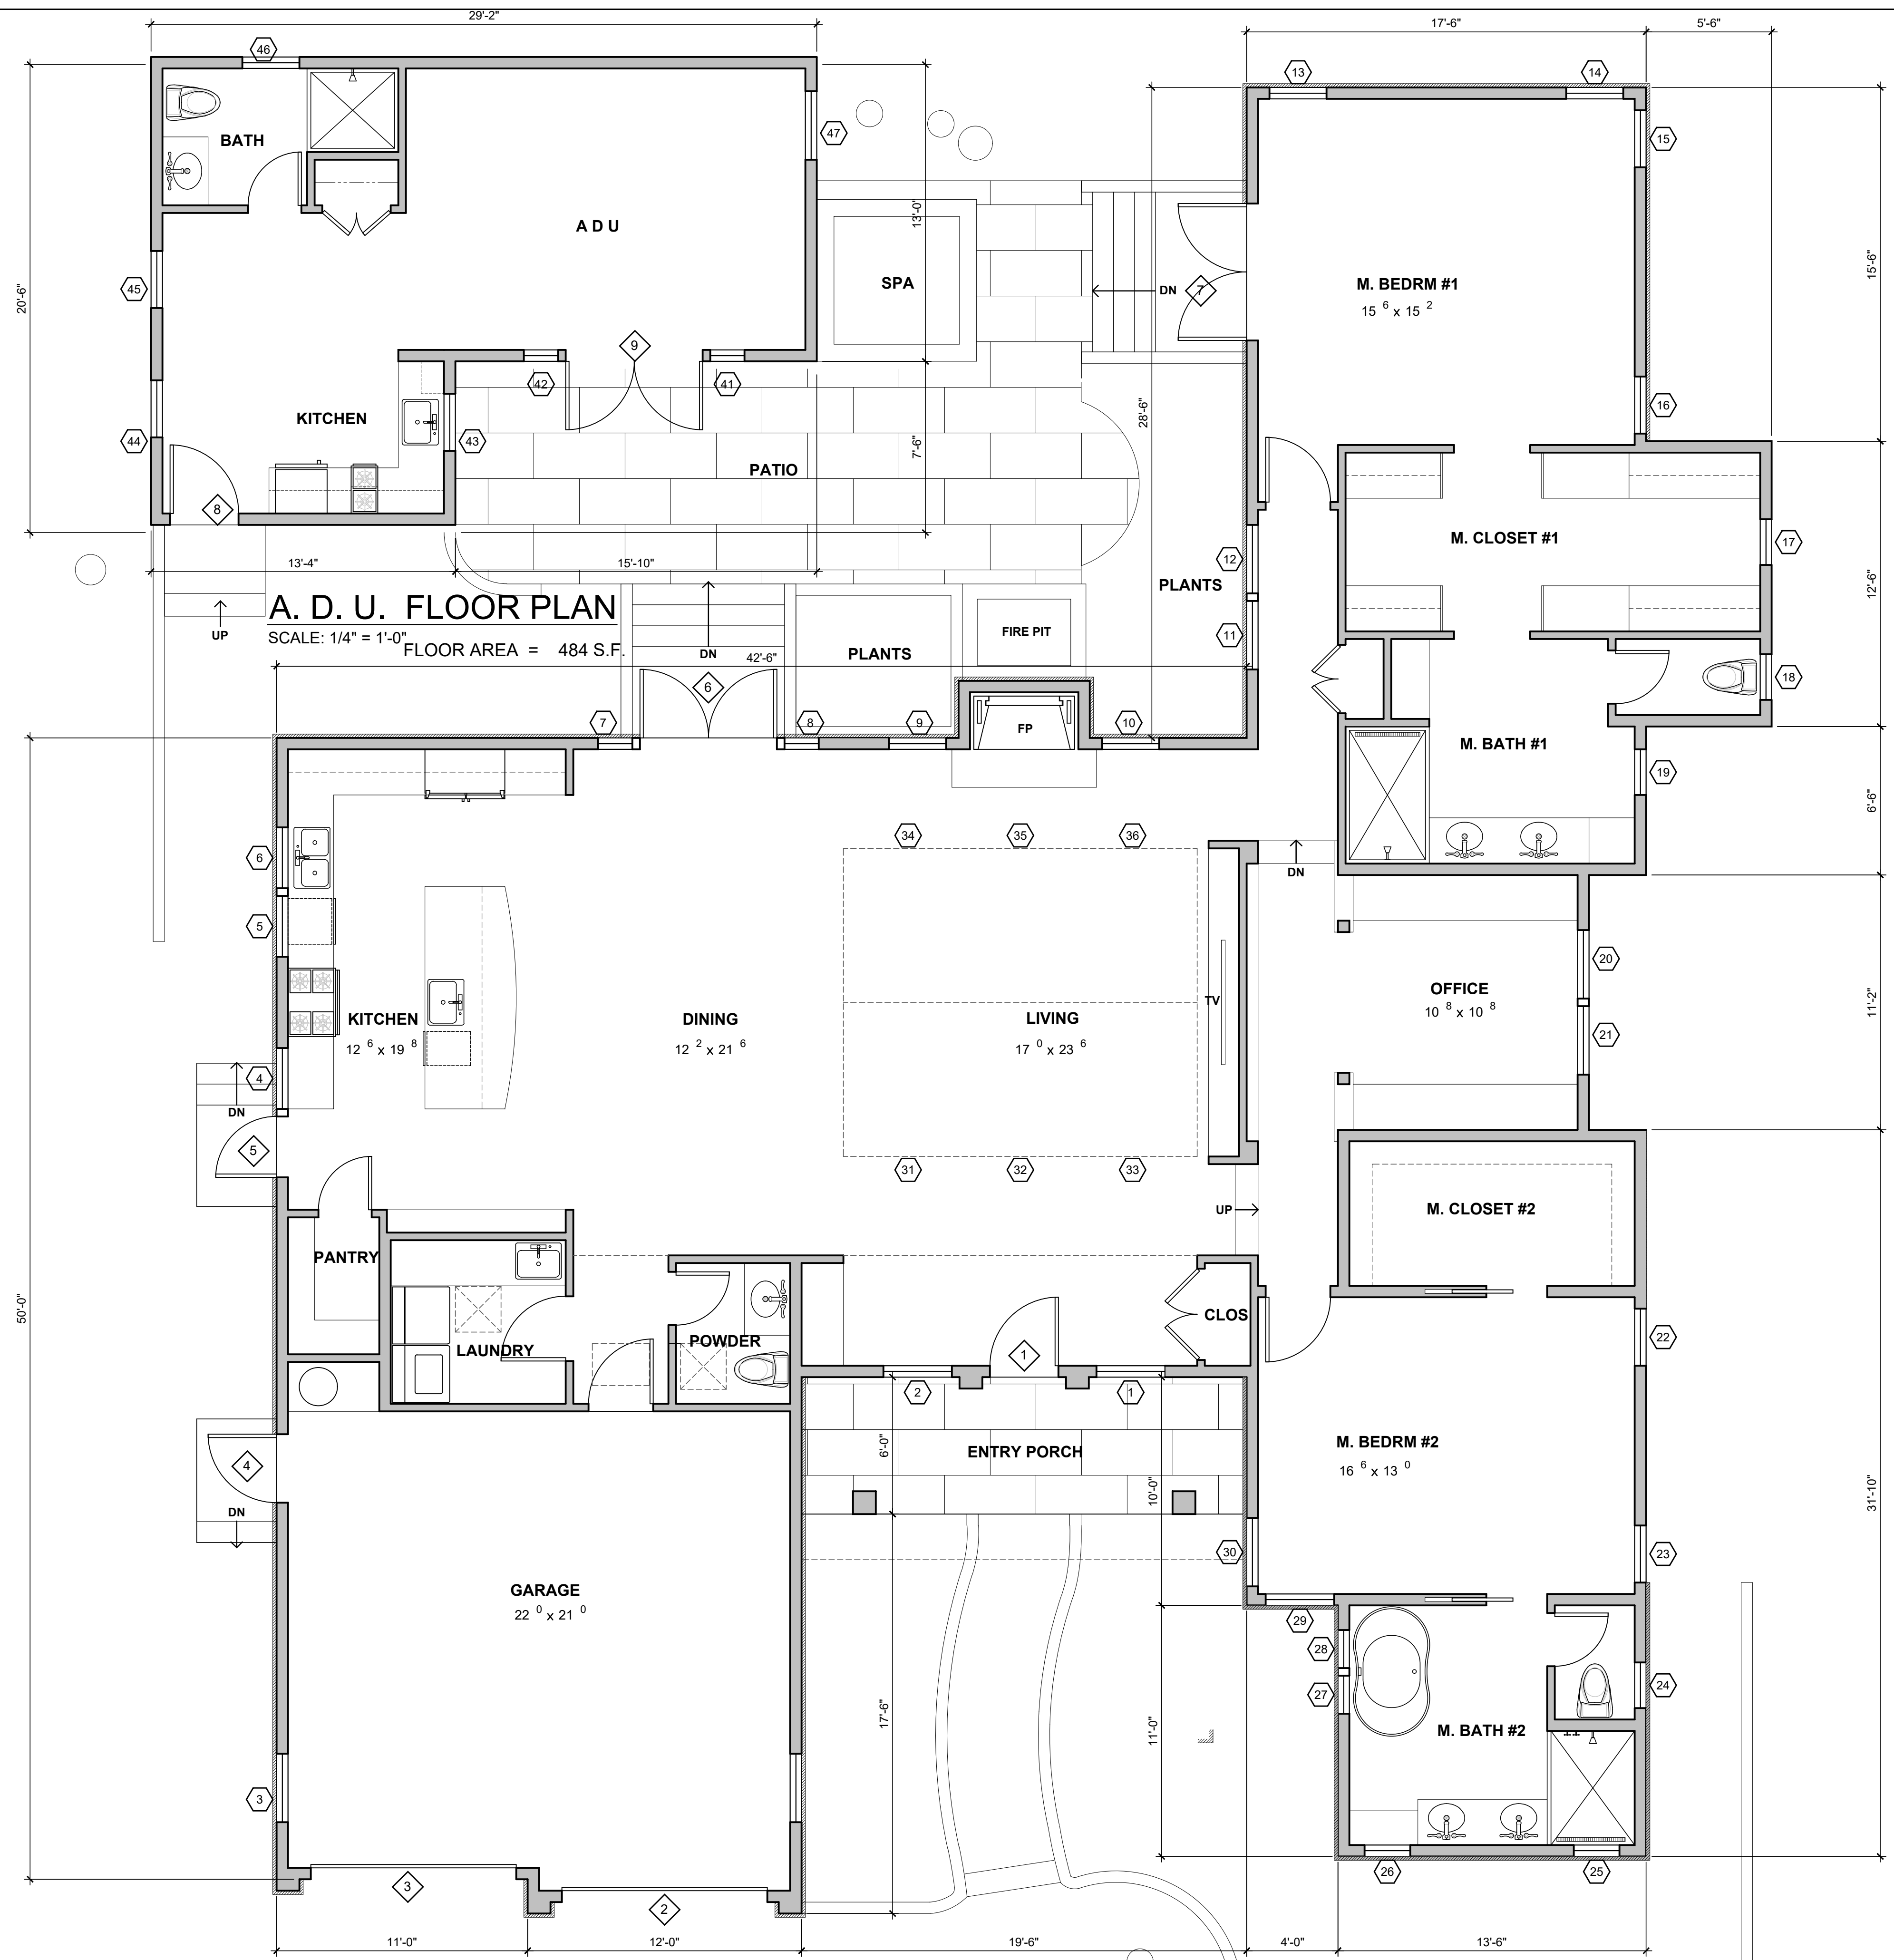 29'-2"
17'-6"
5'-6"
46
13
14
47
15
BATH
13'-0"
A D U
SPA
M. BEDRM #1
15 6 x 15 2
DN
7
15'-6"
20'-6"
45
9
42
41
16
28'-6"
KITCHEN
44
43
7'-6"
PATIO
8
M. CLOSET #1
17
12
13'-4"
15'-10"
PLANTS
12'-6"
A. D. U. FLOOR PLAN
UP
SCALE: 1/4" = 1'-0"
FLOOR AREA = 484 S.F.
FIRE PIT
11
DN
42'-6"
PLANTS
18
6
7
8
9
FP
10
M. BATH #1
19
6'-6"
34
35
36
6
DN
5
20
OFFICE
10 8 x 10 8
11'-2"
TV
KITCHEN
12 6 x 19 8
DINING
12 2 x 21 6
LIVING
17 0 x 23 6
21
4
DN
5
31
32
33
UP
M. CLOSET #2
PANTRY
50'-0"
CLOS
LAUNDRY
POWDER
1
22
2
1
6'-0"
ENTRY PORCH
M. BEDRM #2
16 6 x 13 0
4
DN
10'-0"
31'-10"
30
23
GARAGE
22 0 x 21 0
29
28
27
24
17'-6"
11'-0"
M. BATH #2
3
26
25
3
2
11'-0"
12'-0"
19'-6"
4'-0"
13'-6"